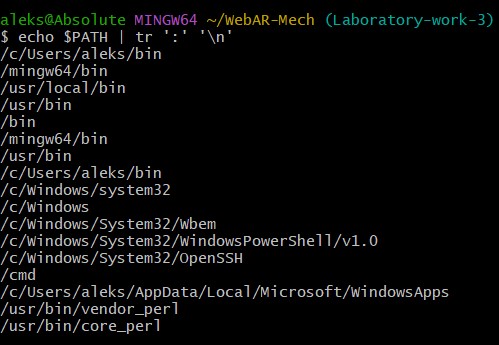 aleks@Absolute MINGW64 ~/WebAR-Mech (Laboratory-work-3)
$ echo $PATH | tr ':' '\n'
/c/Users/aleks/bin
/mingw64/bin
/usr/local/bin
/usr/bin
/bin
/mingw64/bin
/usr/bin
/c/Users/aleks/bin
/c/Windows/system32
/c/Windows
/c/Windows/System32/Wbem
/c/Windows/System32/WindowsPowerShell/v1.0
/c/Windows/System32/OpenSSH
/cmd
/c/Users/aleks/AppData/Local/Microsoft/WindowsApps
/usr/bin/vendor_perl
/usr/bin/core_perl